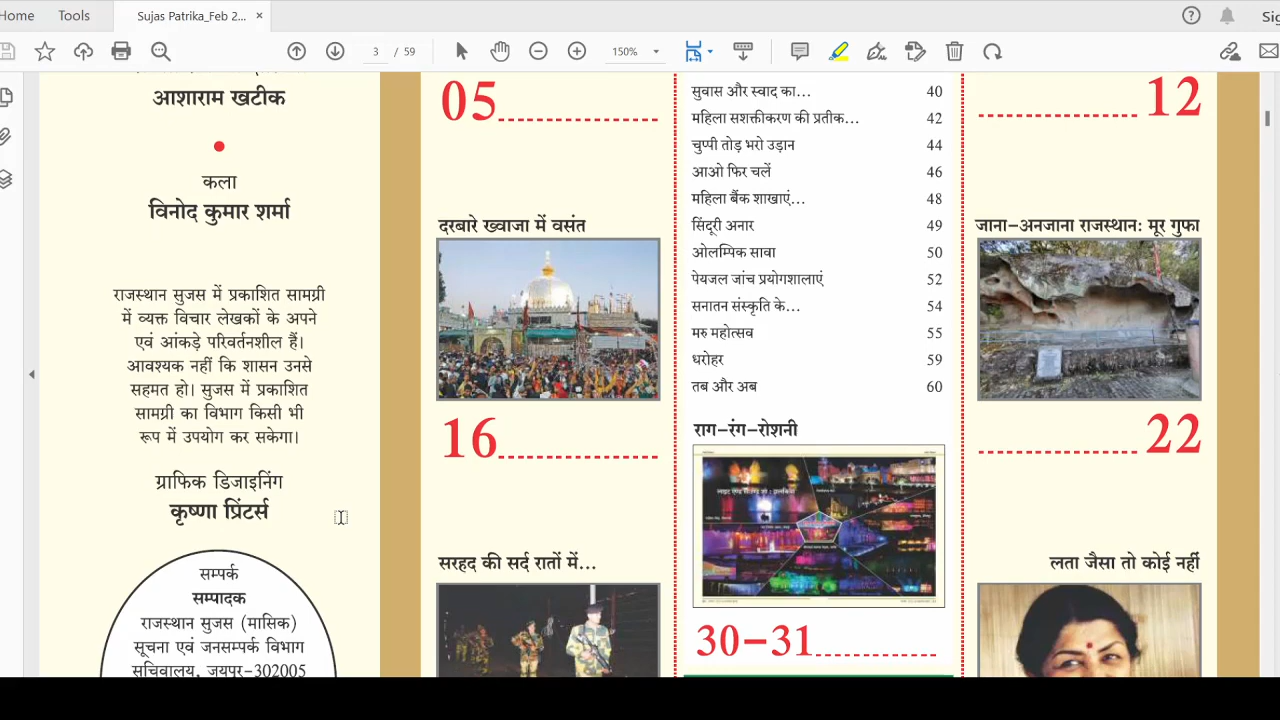 Home
Tools
Sujas Patrika_Feb 2...
×
3 / 59
150%
आशाराम खटीक
कला
विनोद कुमार शर्मा
राजस्थान सुजस में प्रकाशित सामग्री
में व्यक्त विचार लेखकों के अपने
एवं आंकड़े परिवर्तनशील हैं।
आवश्यक नहीं कि शासन उनसे
सहमत हो। सुजस में प्रकाशित
सामग्री का विभाग किसी भी
रूप में उपयोग कर सकेगा।
ग्राफिक डिजाइनिंग
कृष्णा प्रिंटर्स
सम्पर्क
सम्पादक
राजस्थान सुजस (मासिक)
सूचना एवं जनसम्पर्क विभाग
सचिवालय, जयपुर-302005
05
दरबारे ख्वाजा में वसंत
16
सरहद की सर्द रातों में...
सुवास और स्वाद का... 40
महिला सशक्तीकरण की प्रतीक... 42
चुप्पी तोड़ भरो उड़ान 44
आओ फिर चलें 46
महिला बैंक शाखाएं... 48
सिंदूरी अनार 49
ओलम्पिक सावा 50
पेयजल जांच प्रयोगशालाएं 52
सनातन संस्कृति के... 54
मरु महोत्सव 55
धरोहर 59
तब और अब 60
राग-रंग-रोशनी
30-31
12
जाना-अनजाना राजस्थान: मूर् गुफा
22
लता जैसा तो कोई नहीं